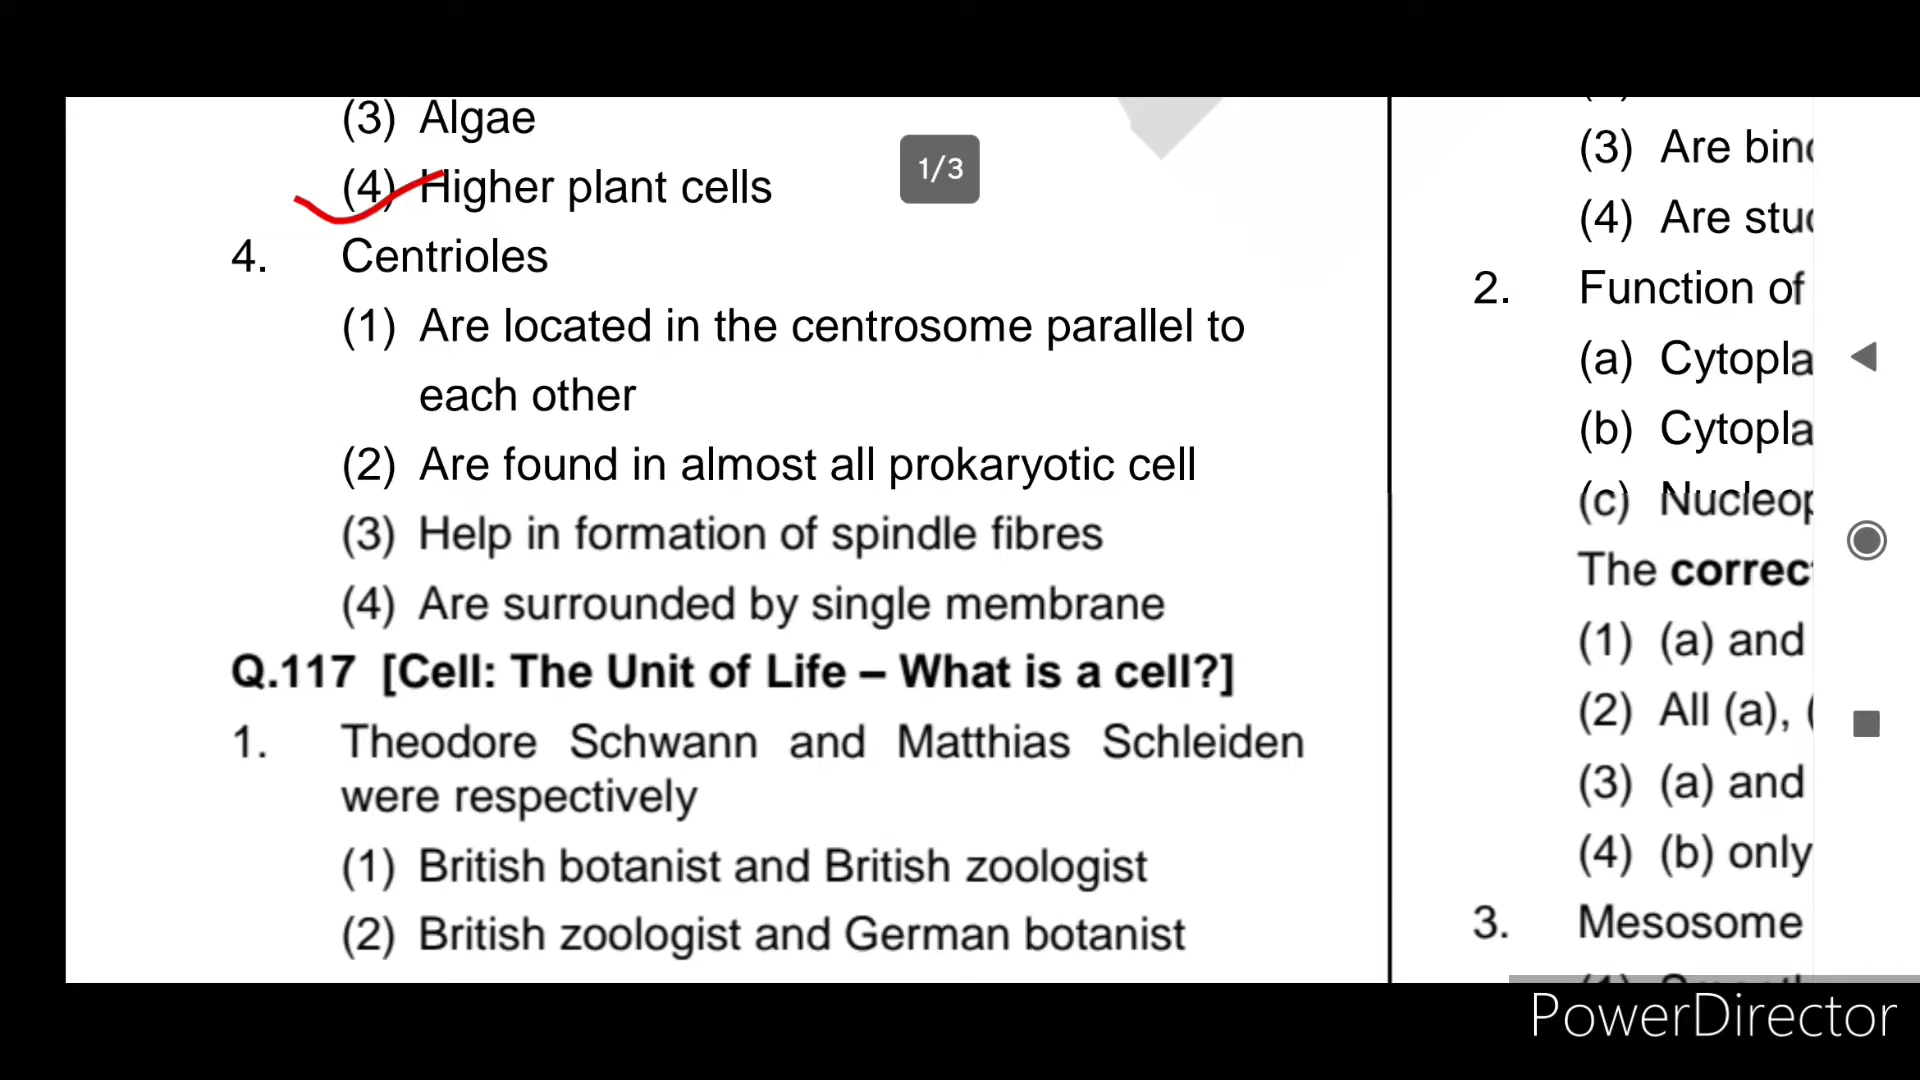 (3) Algae
1/3
(4) Higher plant cells
4. Centrioles
(1) Are located in the centrosome parallel to
each other
(2) Are found in almost all prokaryotic cell
(3) Help in formation of spindle fibres
(4) Are surrounded by single membrane
Q.117 [Cell: The Unit of Life – What is a cell?]
1. Theodore Schwann and Matthias Schleiden
were respectively
(1) British botanist and British zoologist
(2) British zoologist and German botanist
(3) Are
(4) Are
2. Function of
(a)
(b)
(c)
The
(1) (a) and
(2) All (a),
(3) (a) and
(4) (b) only
3. Mesosome
PowerDirector